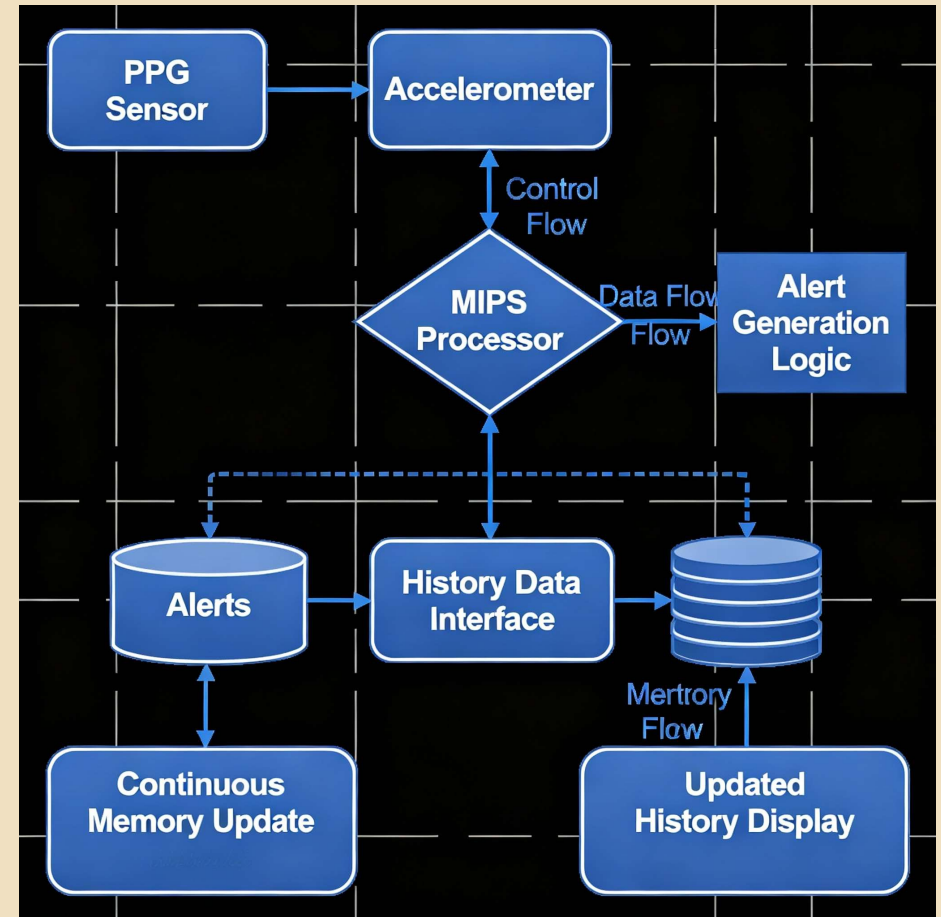 PPG
Sensor
Accelerometer
Control
Flow
MIPS
Processor
Data Flow
Flow
Alert
Generation
Logic
Alerts
History Data
Interface
Mertrory
Flow
Continuous
Memory Update
Updated
History Display